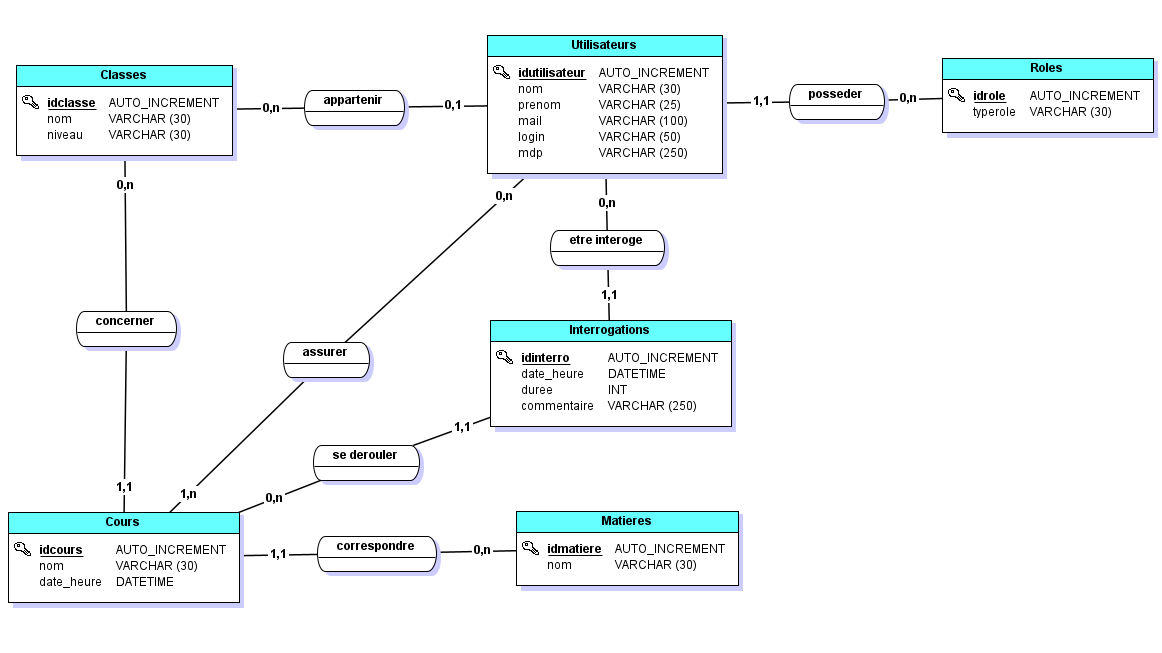 Classes
idclasse AUTO_INCREMENT
nom VARCHAR (30)
niveau VARCHAR (30)
0,n
appartenir
0,1
Utilisateurs
idutilisateur AUTO_INCREMENT
nom VARCHAR (30)
prenom VARCHAR (25)
mail VARCHAR (100)
login VARCHAR (50)
mdp VARCHAR (250)
1,1
posseder
0,n
Roles
idrole AUTO_INCREMENT
typerole VARCHAR (30)
0,n
0,n
0,n
etre interoge
1,1
concerner
assurer
Interrogations
idinterro AUTO_INCREMENT
date_heure DATETIME
duree INT
commentaire VARCHAR (250)
1,1
se derouler
0,n
1,1
1,n
Cours
idcours AUTO_INCREMENT
nom VARCHAR (30)
date_heure DATETIME
1,1
correspondre
0,n
Matieres
idmatiere AUTO_INCREMENT
nom VARCHAR (30)